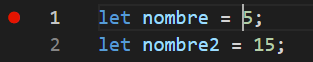 1 let nombre = 5;
2 let nombre2 = 15;